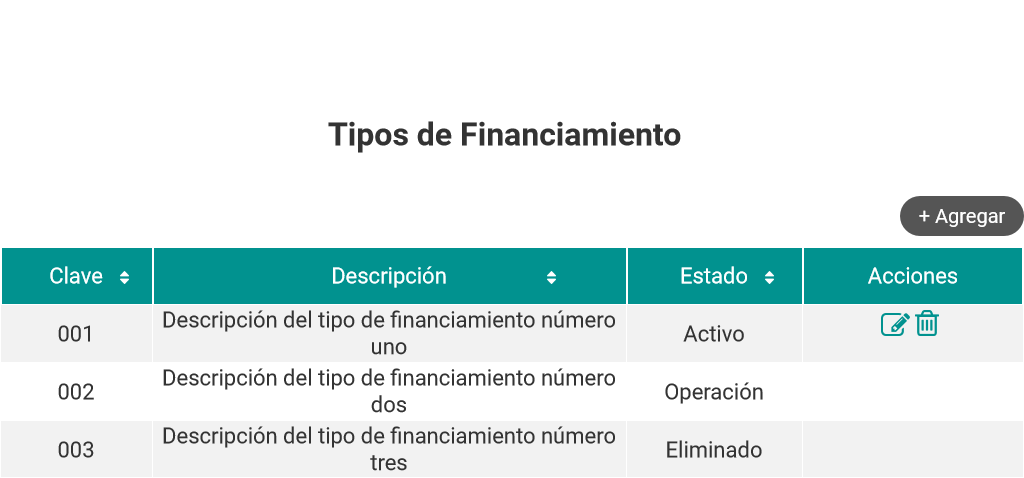 Tipos de Financiamiento
+ Agregar
Clave Descripción Estado Acciones
Descripción del tipo de financiamiento número
001 uno Activo
Descripción del tipo de financiamiento número
002 dos Operación
Descripción del tipo de financiamiento número
003 tres Eliminado